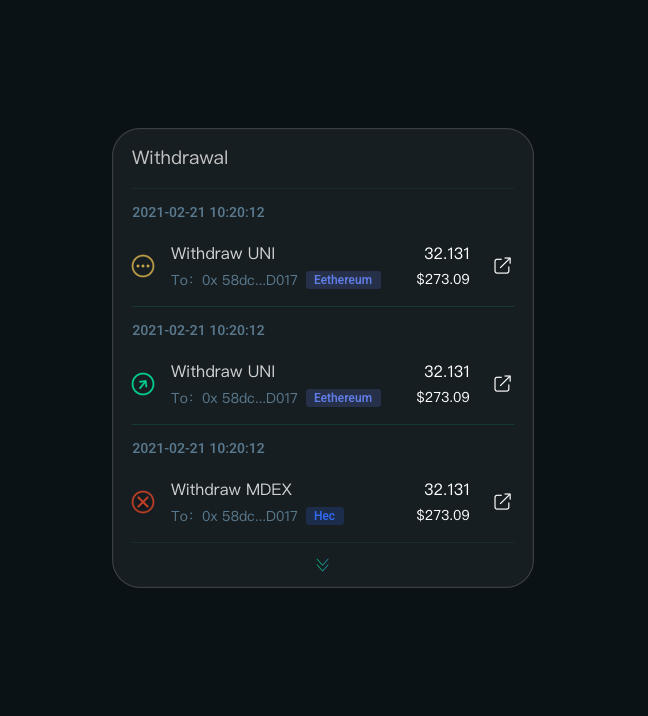 Withdrawal
2021-02-21 10:20:12
Withdraw UNI 32.131
To： 0x 58dc...D017 Eethereum $273.09
2021-02-21 10:20:12
Withdraw UNI 32.131
To： 0x 58dc...D017 Eethereum $273.09
2021-02-21 10:20:12
Withdraw MDEX 32.131
To： 0x 58dc...D017 Hec $273.09